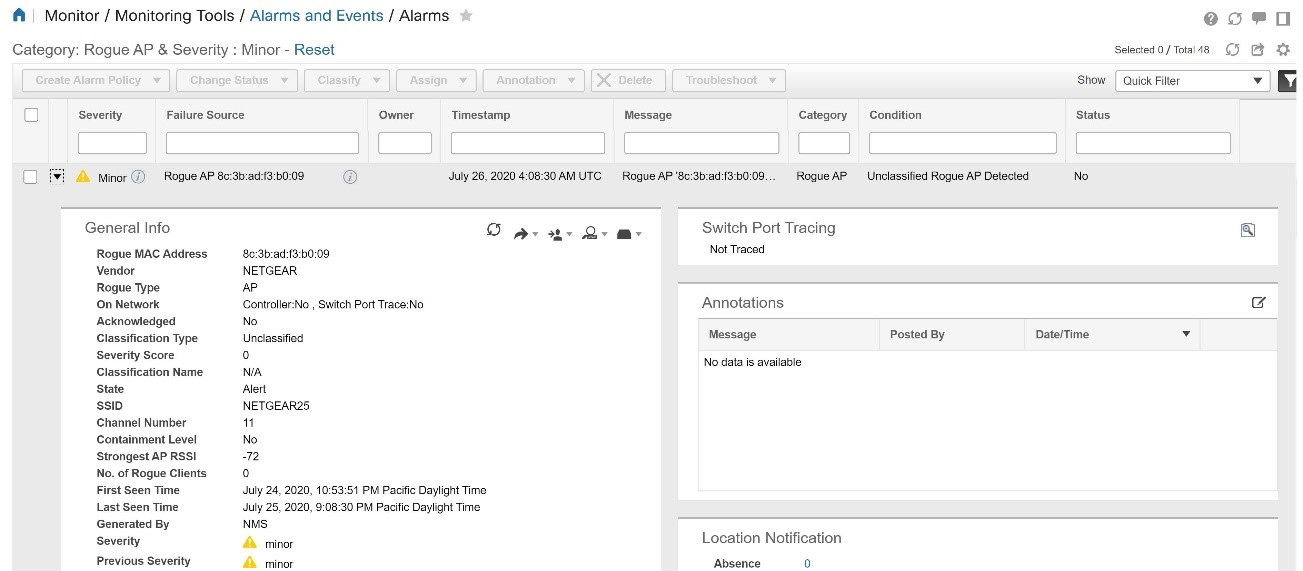 Monitor / Monitoring Tools / Alarms and Events / Alarms
Category: Rogue AP & Severity : Minor - Reset
Selected 0 / Total 48
Create Alarm Policy Change Status Classify Assign Annotation Delete Troubleshoot Show Quick Filter
Severity Failure Source Owner Timestamp Message Category Condition Status
Minor Rogue AP 8c:3b:ad:f3:b0:09 July 26, 2020 4:08:30 AM UTC Rogue AP '8c:3b:ad:f3:b0:09... Rogue AP Unclassified Rogue AP Detected No
General Info
Rogue MAC Address 8c:3b:ad:f3:b0:09
Vendor NETGEAR
Rogue Type AP
On Network Controller:No , Switch Port Trace:No
Acknowledged No
Classification Type Unclassified
Severity Score 0
Classification Name N/A
State Alert
SSID NETGEAR25
Channel Number 11
Containment Level No
Strongest AP RSSI -72
No. of Rogue Clients 0
First Seen Time July 24, 2020, 10:53:51 PM Pacific Daylight Time
Last Seen Time July 25, 2020, 9:08:30 PM Pacific Daylight Time
Generated By NMS
Severity minor
Previous Severity minor
Switch Port Tracing
Not Traced
Annotations
Message Posted By Date/Time
No data is available
Location Notification
Absence 0